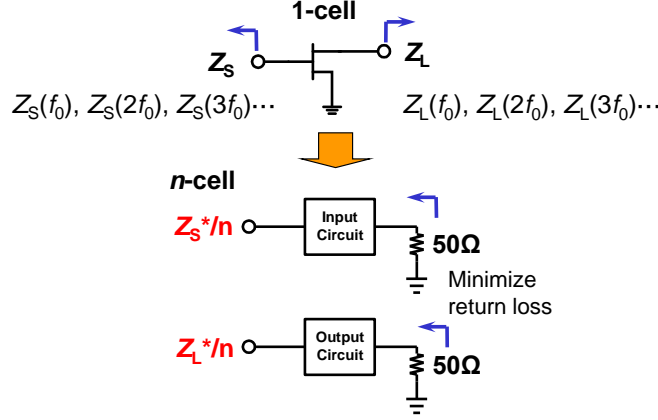 1-cell
Z_S
Z_L
Z_S(f_0), Z_S(2f_0), Z_S(3f_0)⋯
Z_L(f_0), Z_L(2f_0), Z_L(3f_0)⋯
n-cell
Z_S*/n
Input
Circuit
50Ω
Minimize
return loss
Z_L*/n
Output
Circuit
50Ω